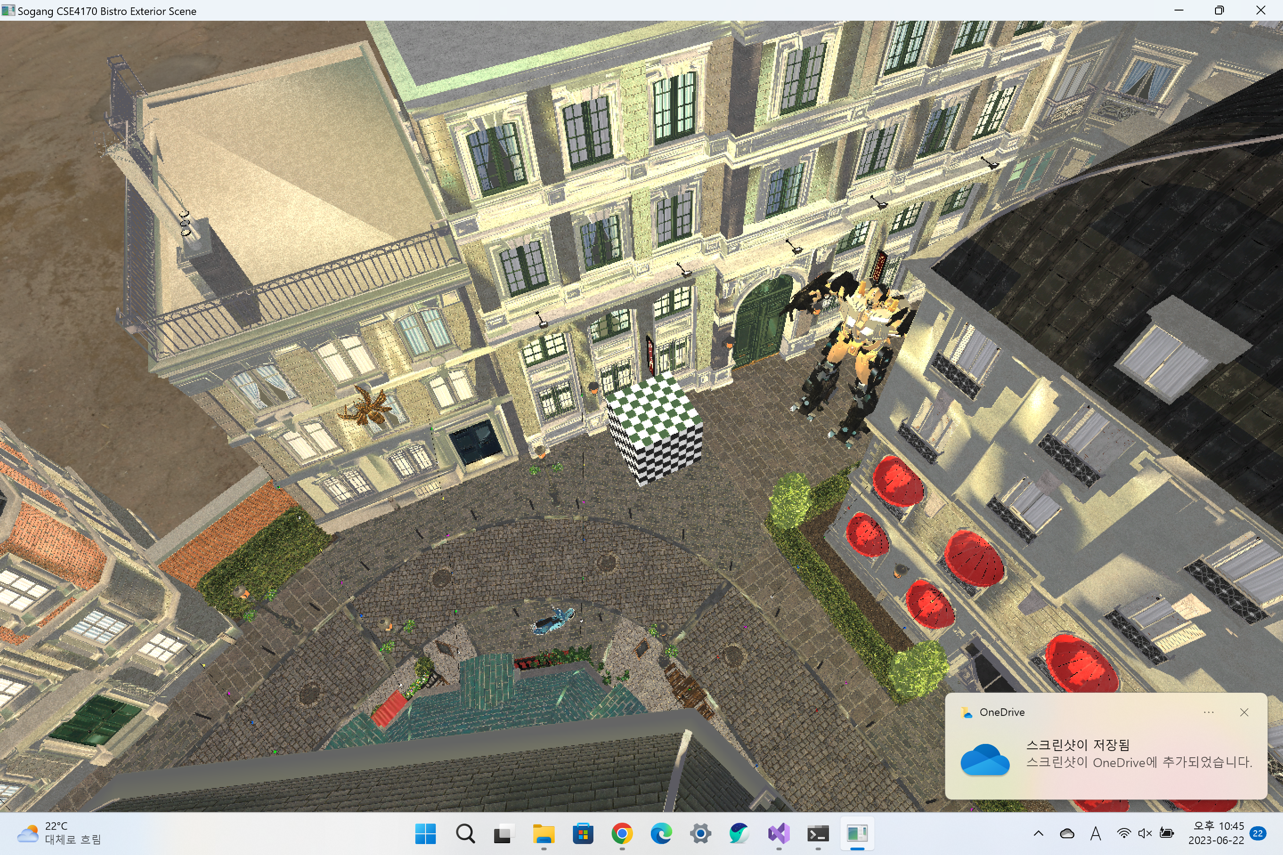 Sogang CSE4170 Bistro Exterior Scene
OneDrive
스크린샷이 저장됨
스크린샷이 OneDrive에 추가되었습니다.
22°C
대체로 흐림
A
오후 10:45
2023-06-22
22